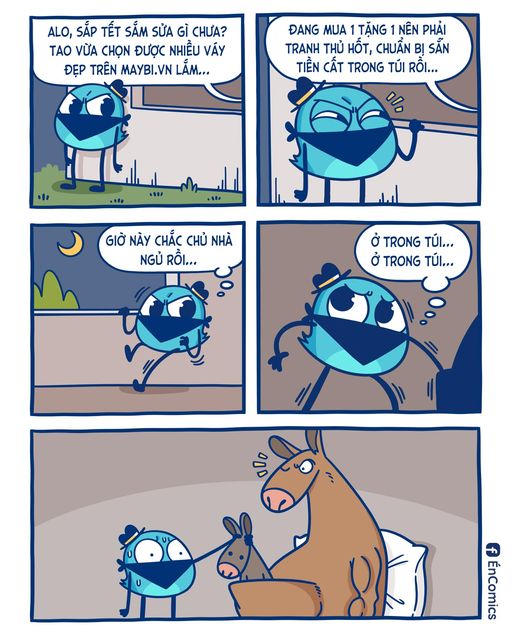 ALO, SẮP TẾT SẮM SỬA GÌ CHƯA?
TAO VỪA CHỌN ĐƯỢC NHIỀU VÁY
ĐẸP TRÊN MAYBI.VN LẮM...
ĐANG MUA 1 TẶNG 1 NÊN PHẢI
TRANH THỦ HỐT, CHUẨN BỊ SẴN
TIỀN CẤT TRONG TÚI RỒI...
GIỜ NÀY CHẮC CHỦ NHÀ
NGỦ RỒI...
Ở TRONG TÚI...
Ở TRONG TÚI...
f ÉnComics